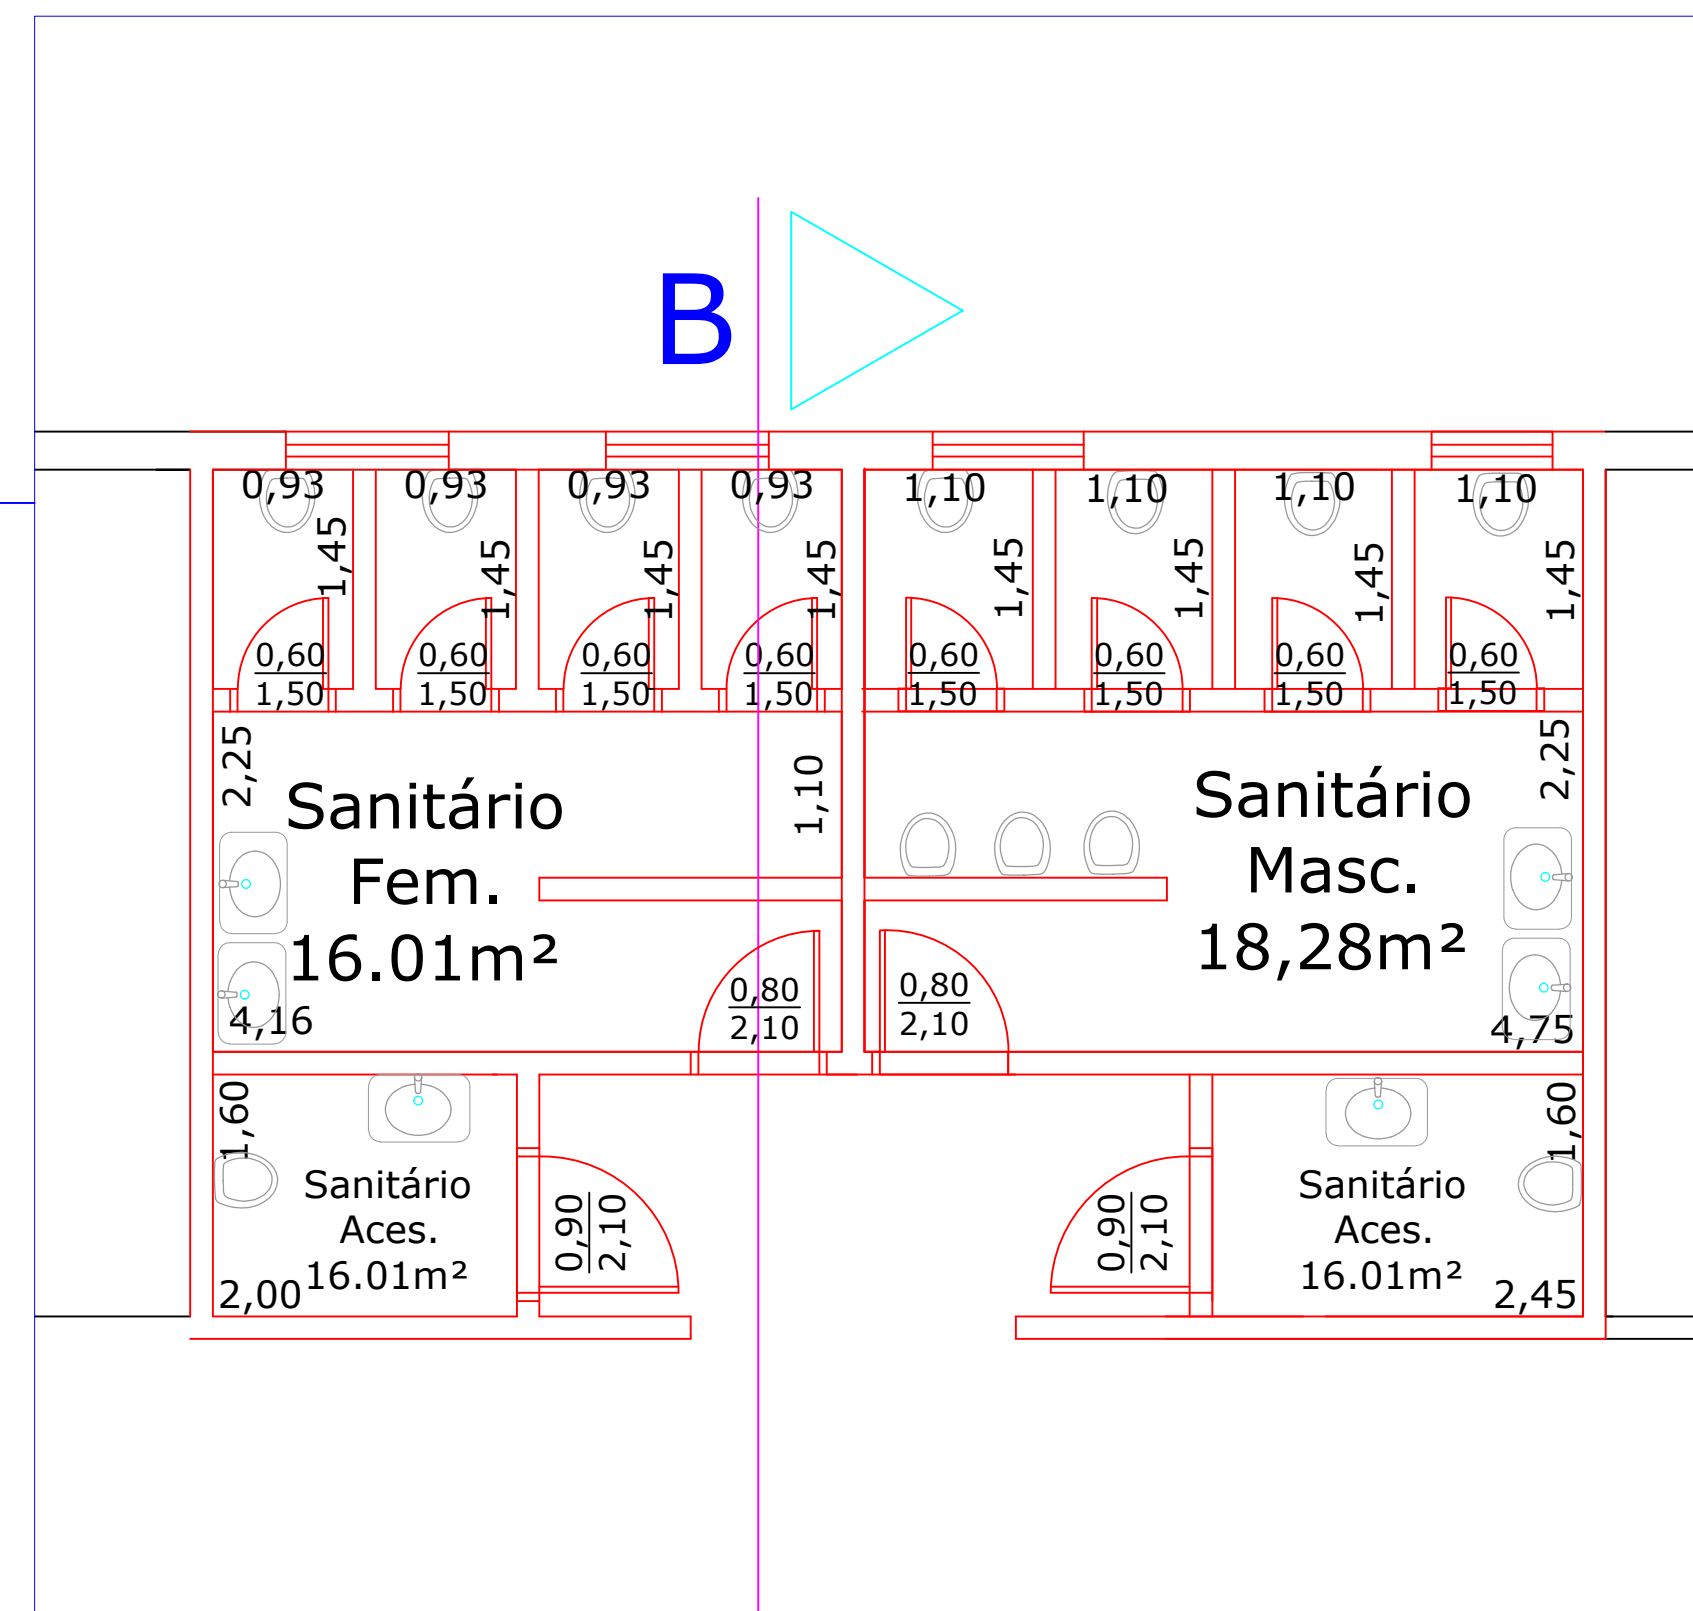 B
0,93 0,93 0,93 0,93 1,10 1,10 1,10 1,10
1,45 1,45 1,45 1,45 1,45 1,45 1,45 1,45
0,60 0,60 0,60 0,60 0,60 0,60 0,60 0,60
1,50 1,50 1,50 1,50 1,50 1,50 1,50 1,50
2,25
Sanitário
Fem.
16.01m²
1,10
4,16
0,80
2,10
Sanitário
Masc.
18,28m²
2,25
0,80
2,10
4,75
1,60
Sanitário
Aces.
16.01m²
2,00
0,90
2,10
0,90
2,10
1,60
Sanitário
Aces.
16.01m²
2,45